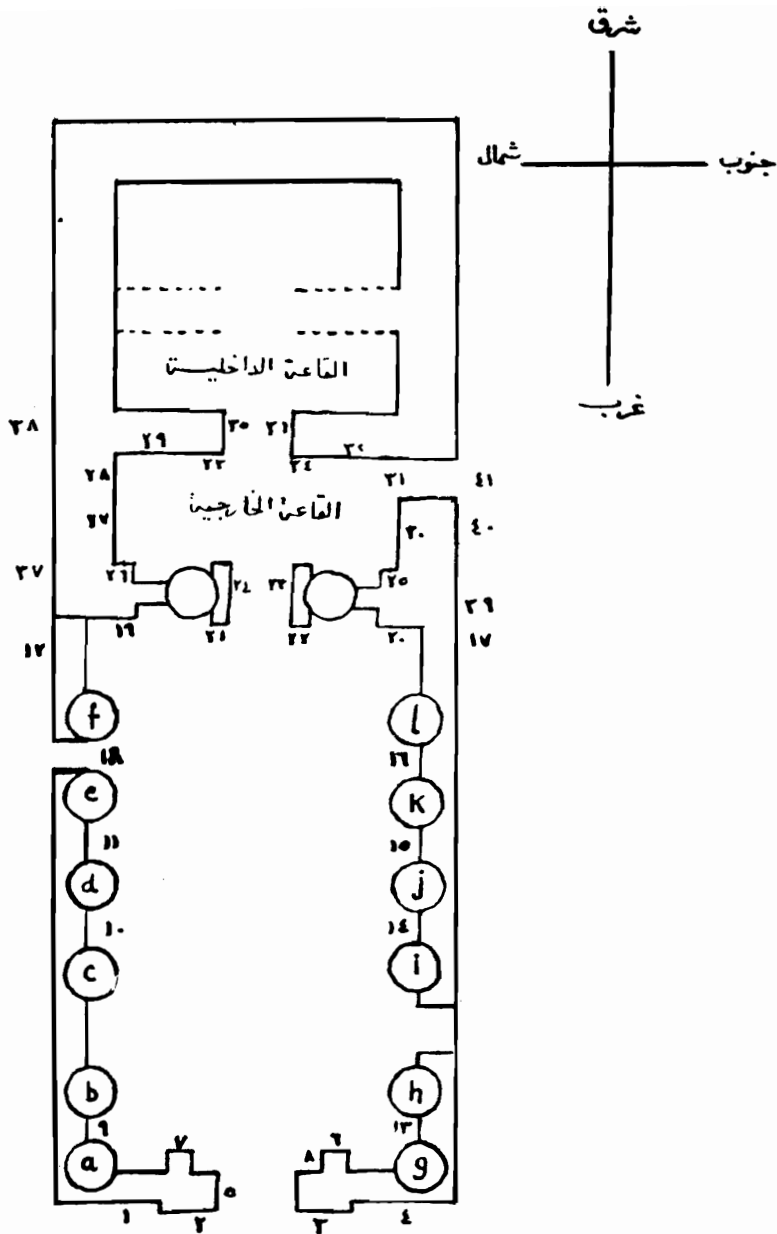 شرق
شمال
جنوب
غرب
القاعة الداخلية
٣٨
٢٩
٣٥
٣٦
٢٨
٣٣
٣٤
٣٢
٣١
٤١
القاعة الخارجية
٢٧
٣٠
٤٠
٣٧
٢٦
٢٤
٢٣
٢٥
٣٩
١٢
١٩
٢١
٢٢
٢٠
١٧
f
l
١٨
١٦
e
k
١١
١٥
d
j
١٠
١٤
c
i
b
h
٩
١٣
a
٧
٦
٨
g
٥
١
٢
٣
٤